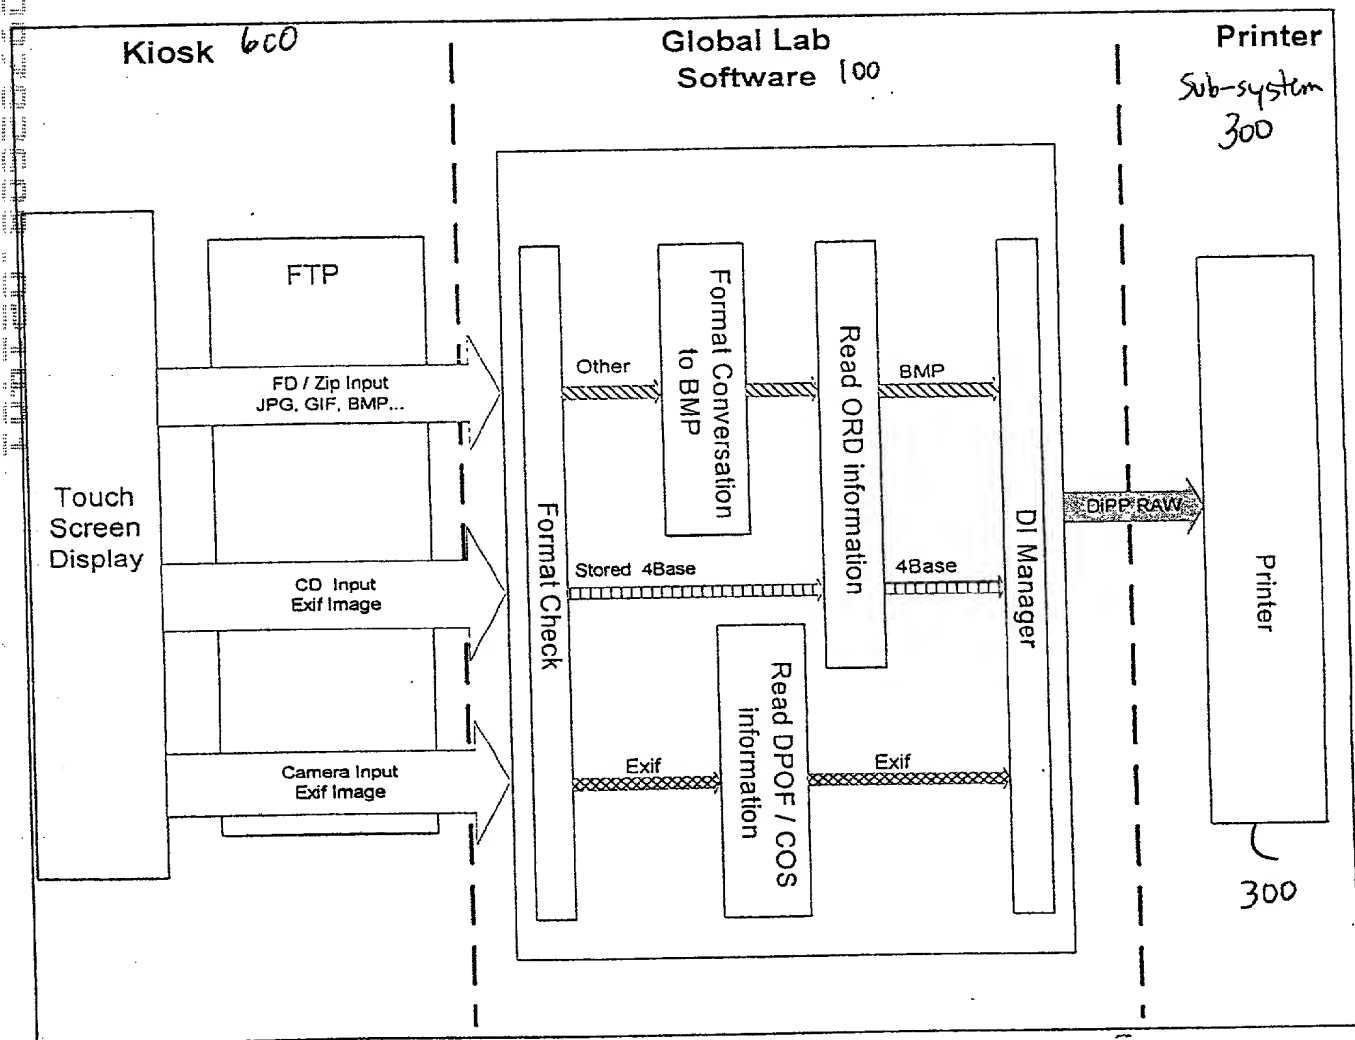 Kiosk 600
Global Lab
Software 100
Printer
Sub-system
300
FTP
FD / Zip Input
JPG, GIF, BMP...
Touch
Screen
Display
CD Input
Exif Image
Camera Input
Exif Image
Format Check
Other
Format Conversation
to BMP
Read ORD information
BMP
Stored 4Base
4Base
Exif
Read DPOF / COS
information
Exif
DI Manager
DiPP RAW
Printer
300